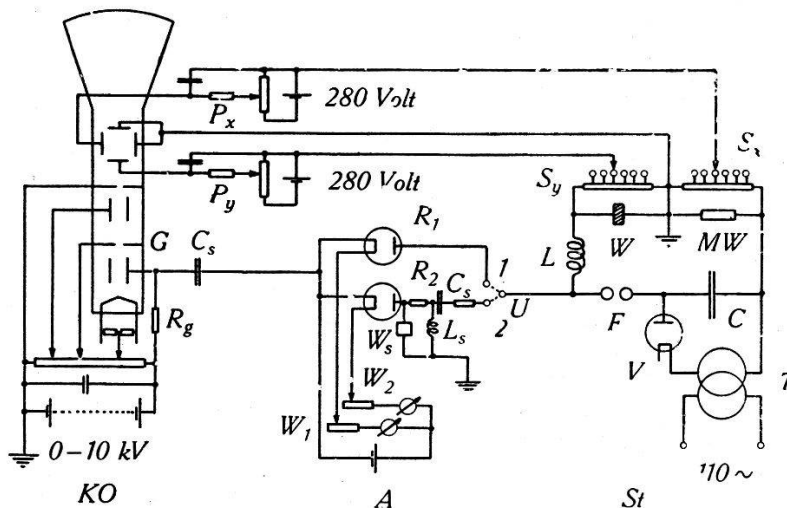 280 Volt
P_x
S_x
280 Volt
P_y
S_y
R_1
G
C_s
W
MW
L
1
R_2
C_s
U
2
F
C
R_g
W_s
L_s
V
W_2
W_1
0–10 kV
110 ~
KO
A
St